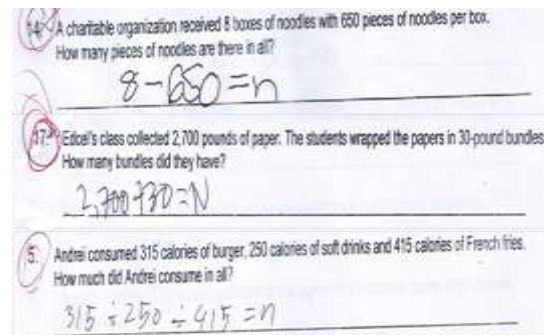 14. A charitable organization received 8 boxes of noodles with 650 pieces of noodles per box.
How many pieces of noodles are there in all?
8-650=n
17. Edcel's class collected 2,700 pounds of paper. The students wrapped the papers in 30-pound bundles
How many bundles did they have?
2,700+30=N
5. Andrei consumed 315 calories of burger, 250 calories of soft drinks and 415 calories of French fries.
How much did Andrei consume in all?
315÷250÷415=n